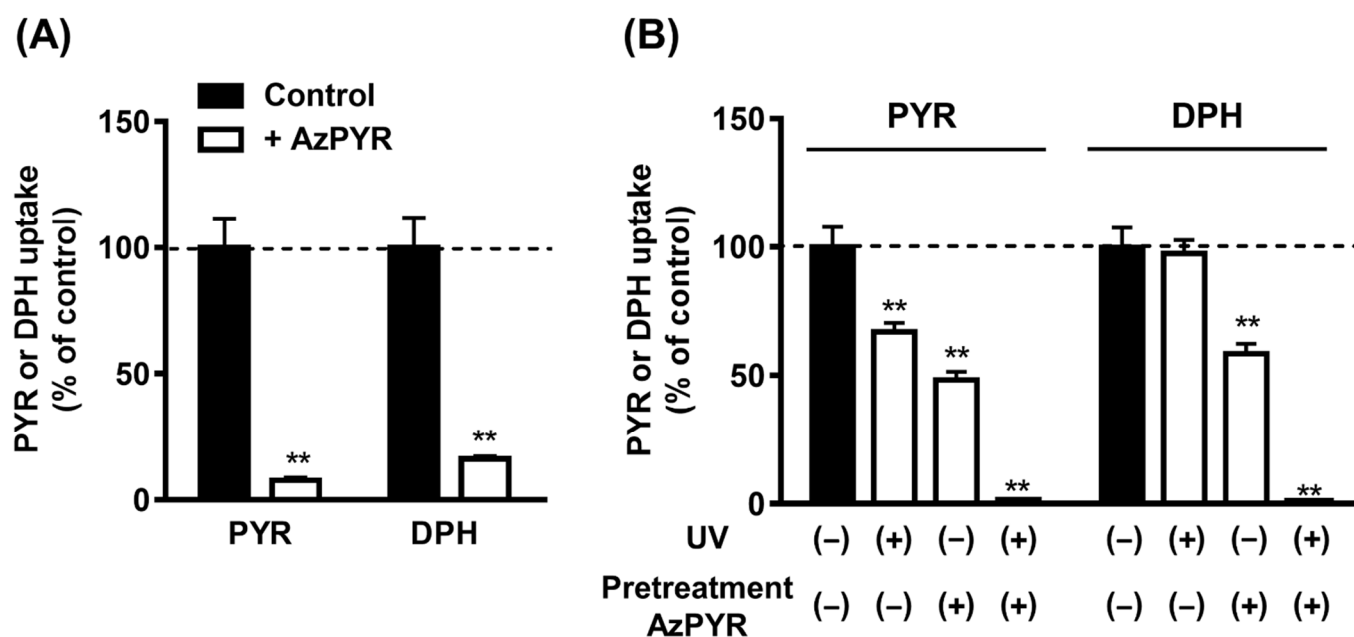 (A)
Control
+ AzPYR
PYR or DPH uptake
(% of control)
150
100
50
0
**
**
PYR DPH
(B)
PYR DPH
PYR or DPH uptake
(% of control)
150
100
50
0
** ** **
** **
UV (–) (+) (–) (+) (–) (+) (–) (+)
Pretreatment
AzPYR
(–) (–) (+) (+) (–) (–) (+) (+)